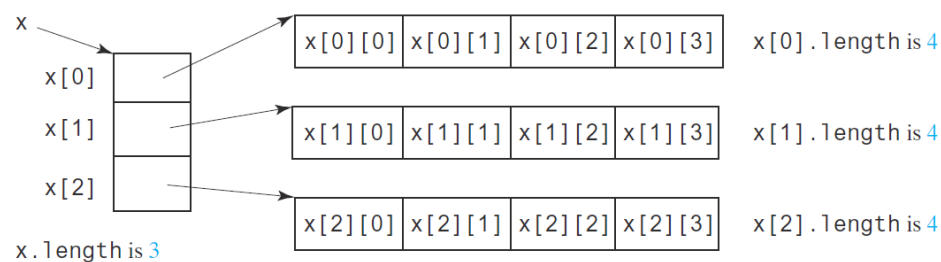 x
x[0][0] x[0][1] x[0][2] x[0][3] x[0].length is 4
x[0]
x[1]
x[1][0] x[1][1] x[1][2] x[1][3] x[1].length is 4
x[2]
x[2][0] x[2][1] x[2][2] x[2][3] x[2].length is 4
x.length is 3